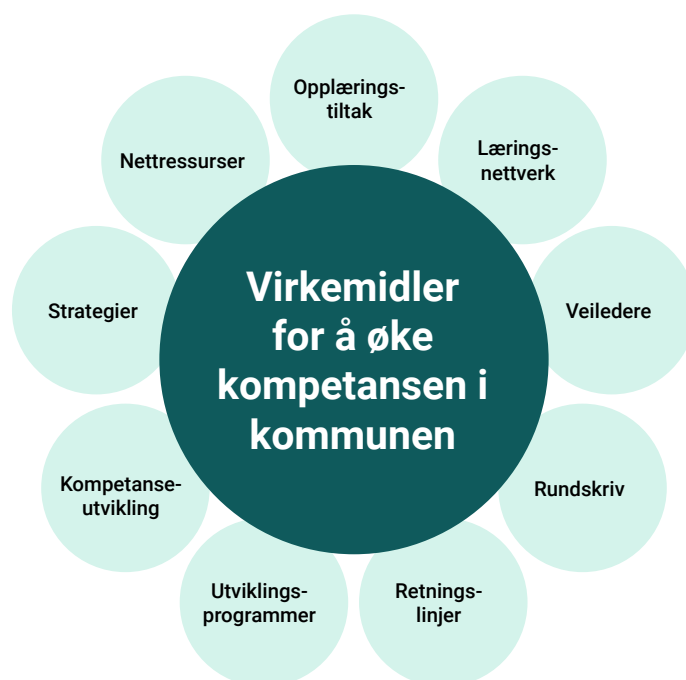 Opplærings-
tiltak
Lærings-
nettverk
Veiledere
Rundskriv
Retnings-
linjer
Utviklings-
programmer
Kompetanse-
utvikling
Strategier
Nettressurser
Virkemidler
for å øke
kompetansen i
kommunen